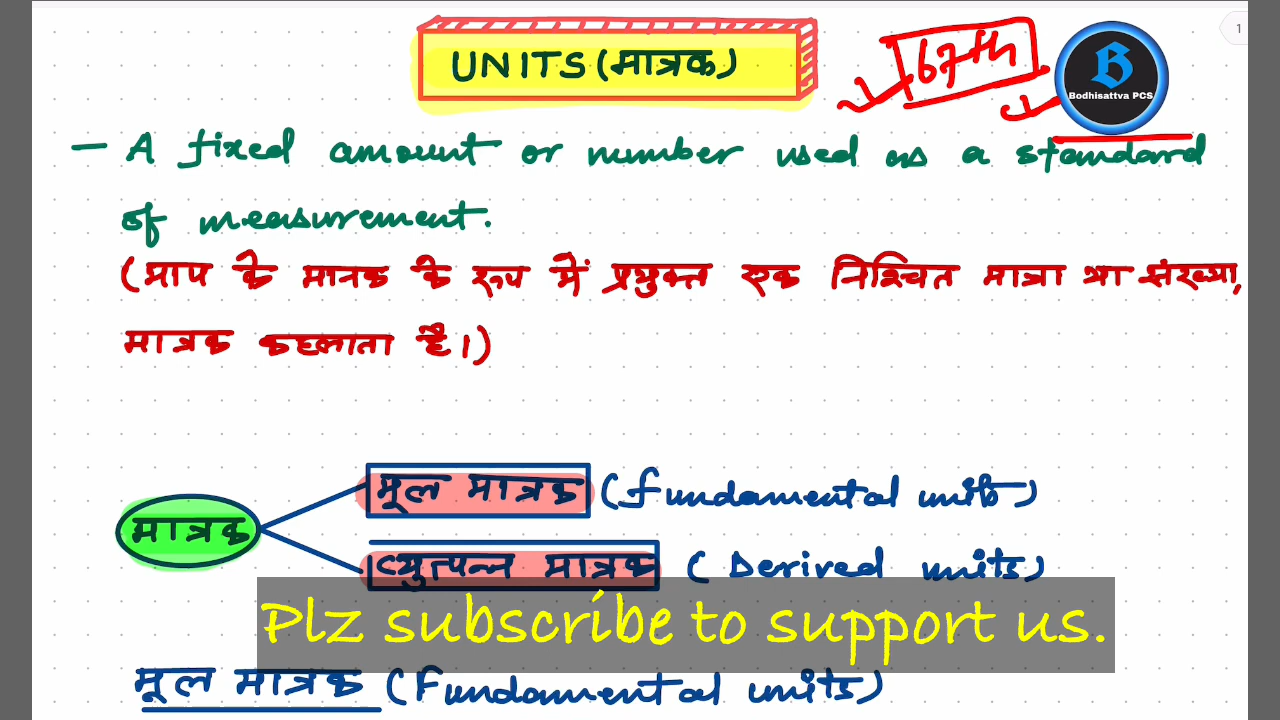 1
UNITS (मात्रक)
67th
B
Bodhisattva PCS
— A fixed amount or number used as a standard
of measurement.
(माप के मानक के रूप में प्रयुक्त एक निश्चित मात्रा या संख्या,
मात्रक कहलाता है।)
मूल मात्रक (fundamental units)
मात्रक
व्युत्पन्न मात्रक (Derived units)
Plz subscribe to support us.
मूल मात्रक (Fundamental units)